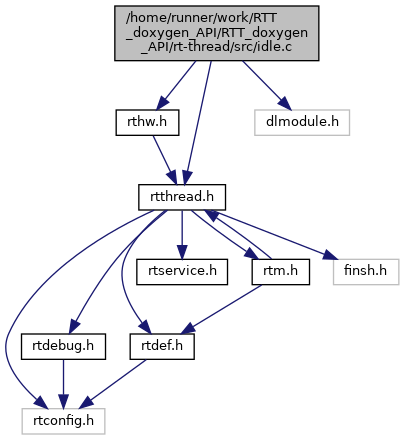 /home/runner/work/RTT
_doxygen_API/RTT_doxygen
_API/rt-thread/src/idle.c
rthw.h
dlmodule.h
rtthread.h
rtservice.h
rtm.h
finsh.h
rtdebug.h
rtdef.h
rtconfig.h